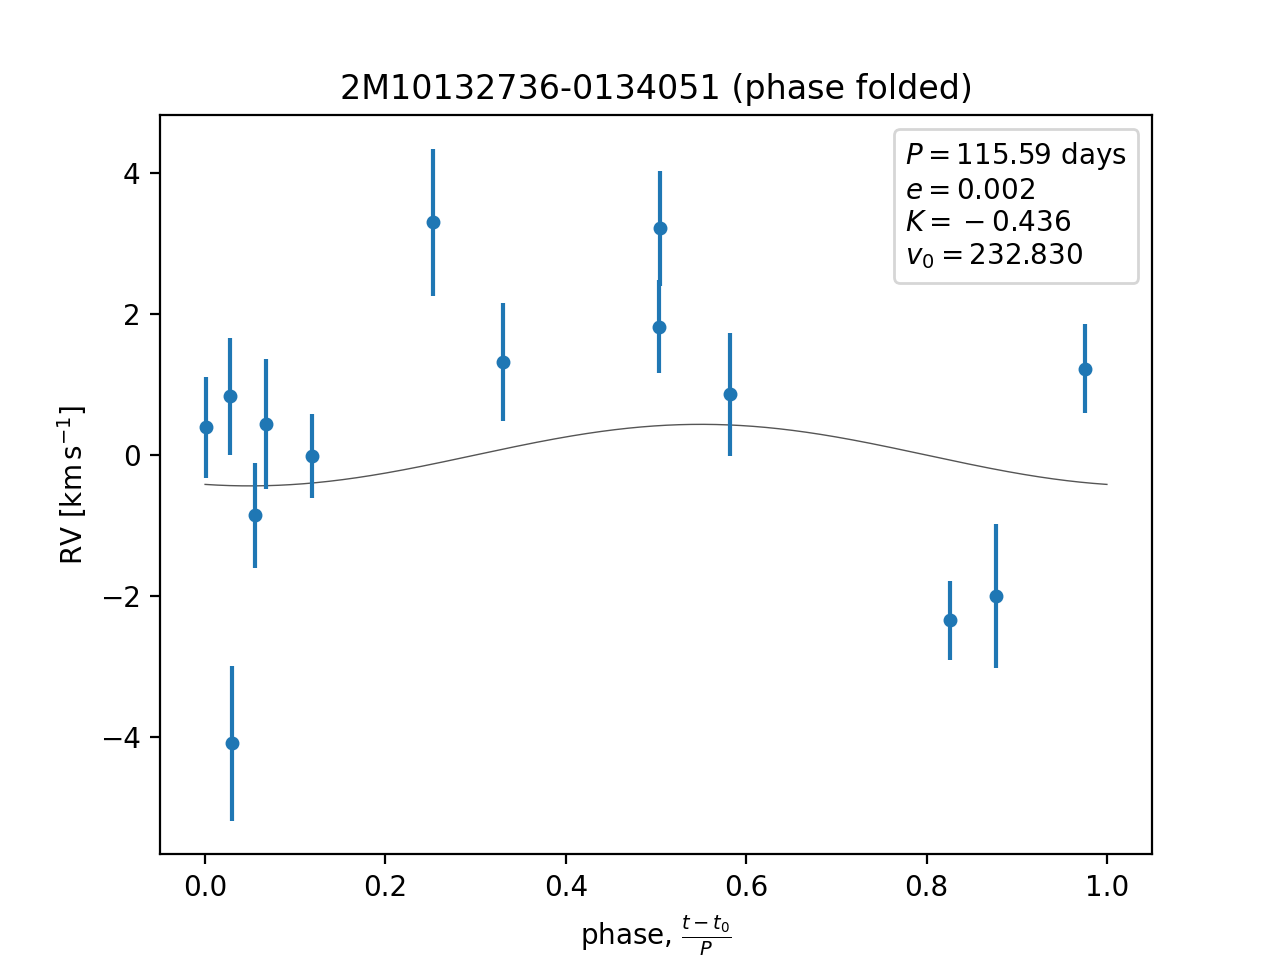 2M10132736-0134051 (phase folded)
P = 115.59 days
e = 0.002
K = −0.436
v₀ = 232.830
4
2
0
−2
−4
RV [km s⁻¹]
0.0 0.2 0.4 0.6 0.8 1.0
phase, (t − t₀)/P